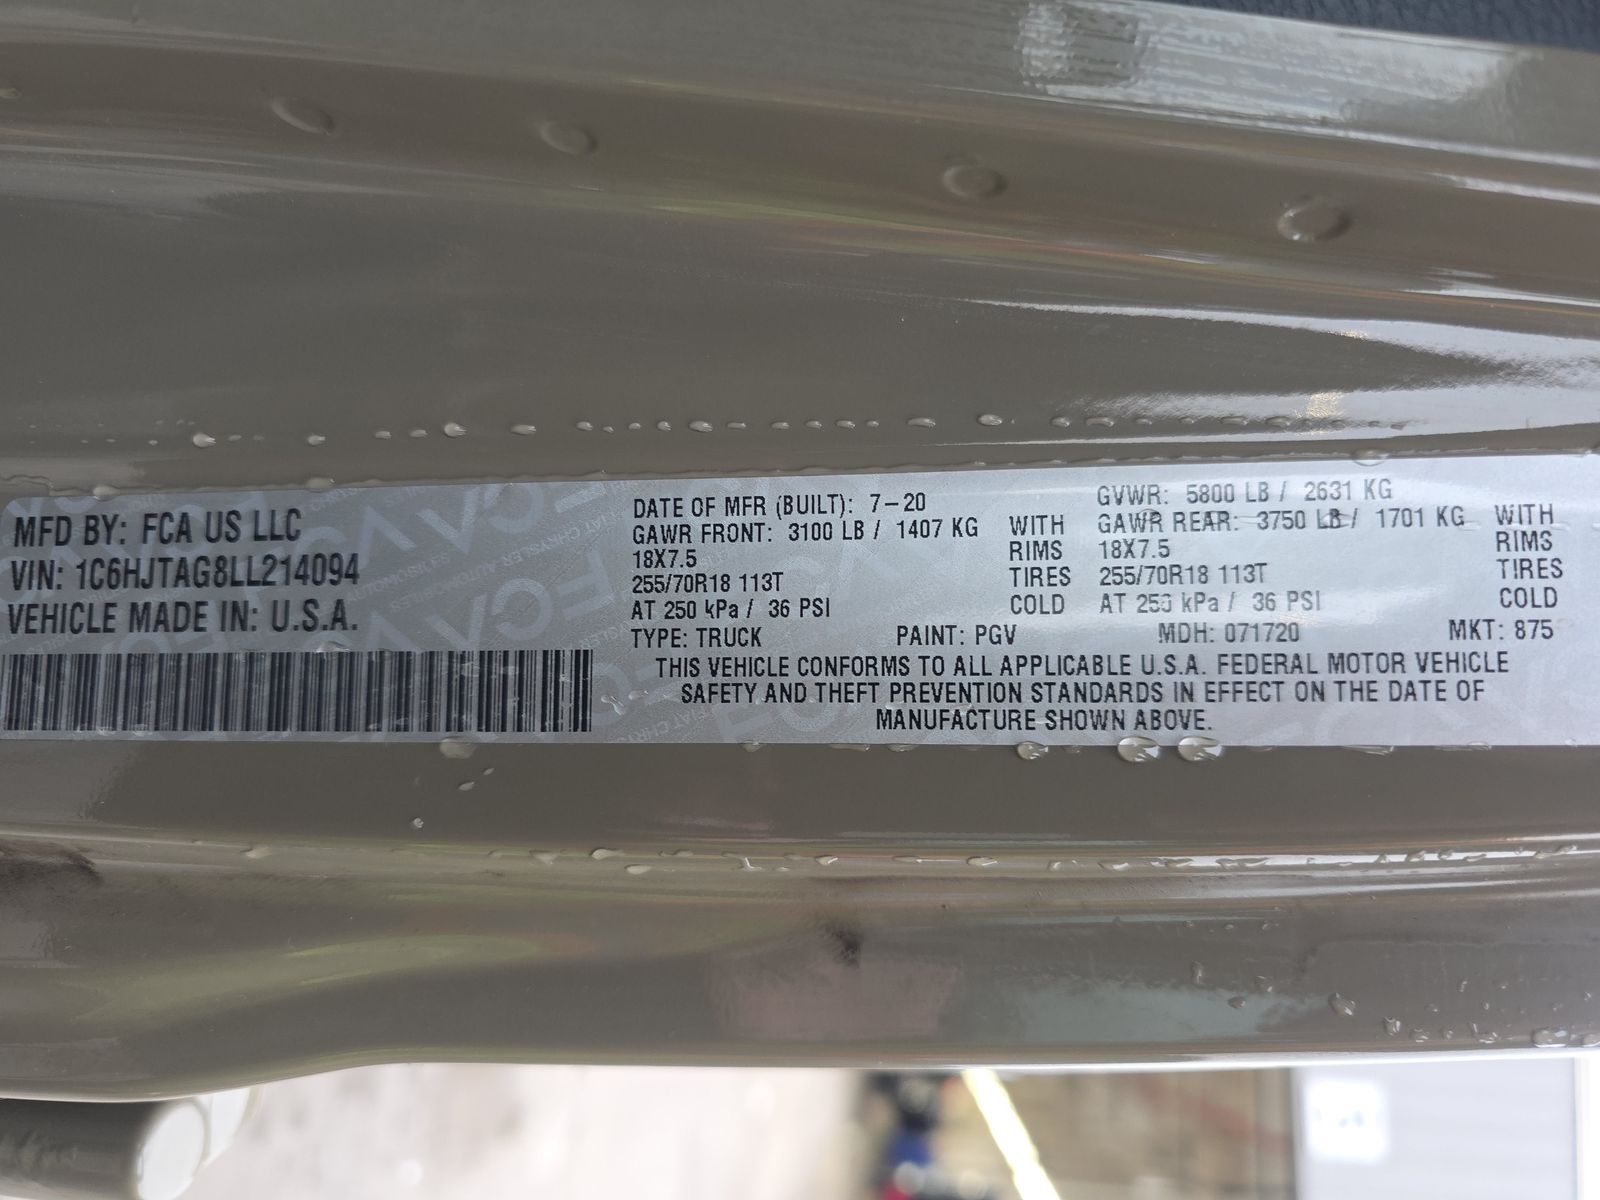 MFD BY: FCA US LLC
VIN: 1C6HJTAG8LL214094
VEHICLE MADE IN: U.S.A.
DATE OF MFR (BUILT): 7-20
GAWR FRONT: 3100 LB / 1407 KG WITH
18X7.5 RIMS
255/70R18 113T TIRES
AT 250 kPa / 36 PSI COLD
GVWR: 5800 LB / 2631 KG
GAWR REAR: 3750 LB / 1701 KG WITH
18X7.5 RIMS
255/70R18 113T TIRES
AT 250 kPa / 36 PSI COLD
TYPE: TRUCK PAINT: PGV MDH: 071720 MKT: 875
THIS VEHICLE CONFORMS TO ALL APPLICABLE U.S.A. FEDERAL MOTOR VEHICLE
SAFETY AND THEFT PREVENTION STANDARDS IN EFFECT ON THE DATE OF
MANUFACTURE SHOWN ABOVE.